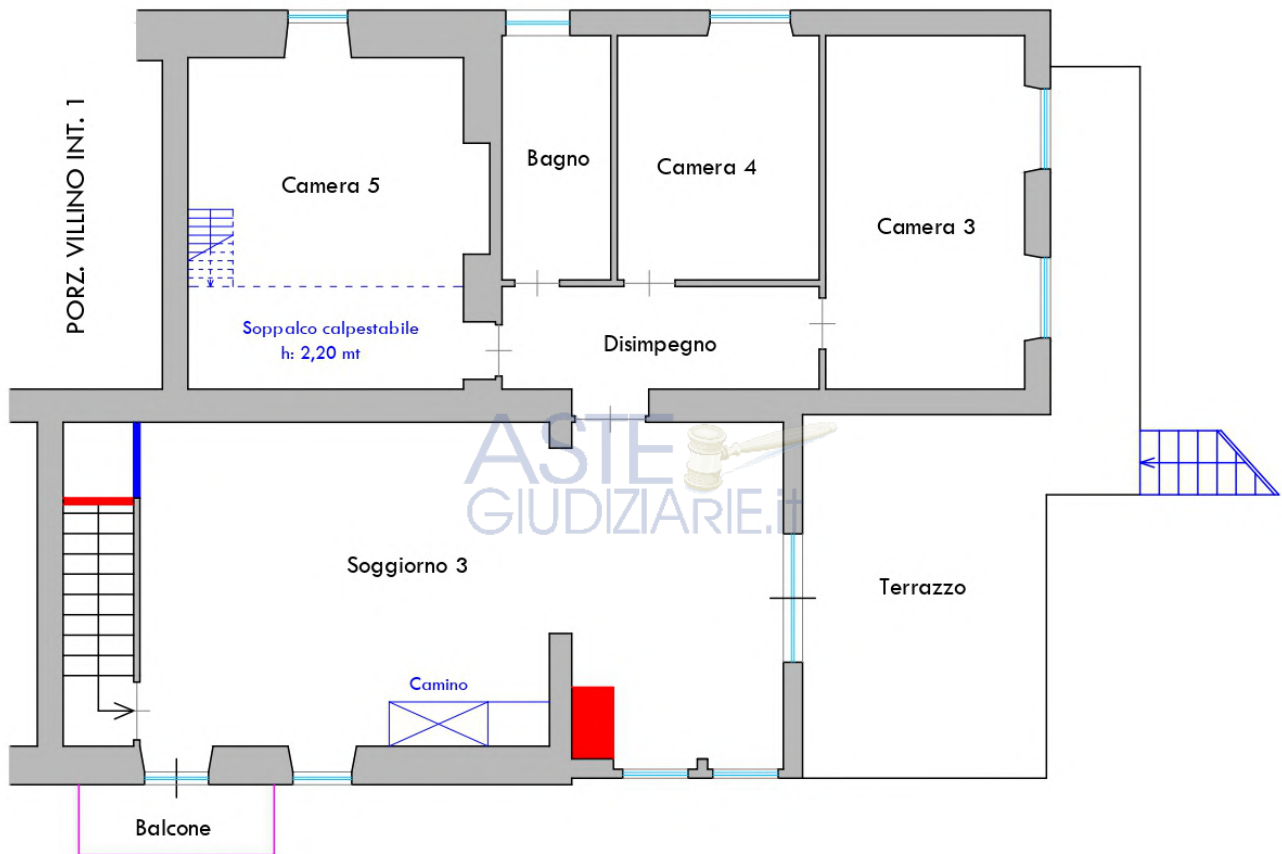 PORZ. VILLINO INT. 1
Camera 5
Bagno
Camera 4
Camera 3
Soppalco calpestabile
h: 2,20 mt
Disimpegno
ASTE
GIUDIZIARIE.it
Soggiorno 3
Terrazzo
Camino
Balcone